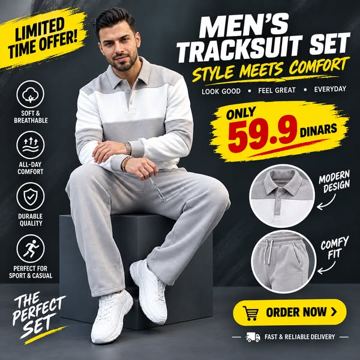 LIMITED
TIME OFFER!
MEN'S
TRACKSUIT SET
STYLE MEETS COMFORT
LOOK GOOD • FEEL GREAT • EVERYDAY
ONLY
59.9 DINARS
SOFT &
BREATHABLE
ALL-DAY
COMFORT
DURABLE
QUALITY
PERFECT FOR
SPORT & CASUAL
MODERN
DESIGN
COMFY
FIT
THE
PERFECT
SET
ORDER NOW
FAST & RELIABLE DELIVERY